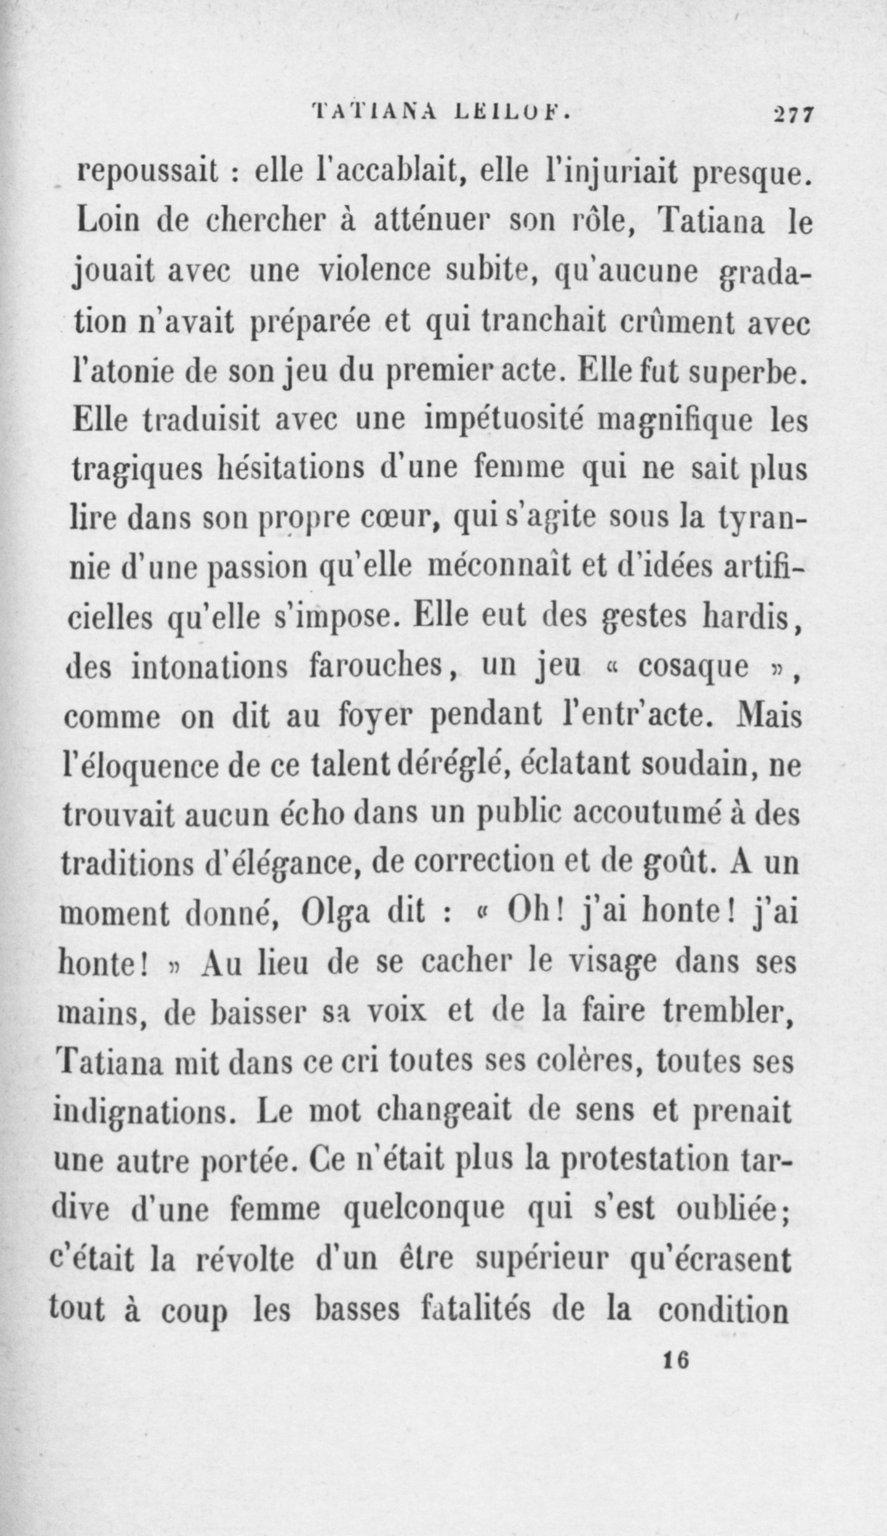 TATIANA LEILOF. 277
repoussait : elle l'accablait, elle l'injuriait presque.
Loin de chercher à atténuer son rôle, Tatiana le
jouait avec une violence subite, qu'aucune grada-
tion n'avait préparée et qui tranchait crûment avec
l'atonie de son jeu du premier acte. Elle fut superbe.
Elle traduisit avec une impétuosité magnifique les
tragiques hésitations d'une femme qui ne sait plus
lire dans son propre cœur, qui s'agite sous la tyran-
nie d'une passion qu'elle méconnaît et d'idées artifi-
cielles qu'elle s'impose. Elle eut des gestes hardis,
des intonations farouches, un jeu « cosaque »,
comme on dit au foyer pendant l'entr'acte. Mais
l'éloquence de ce talent déréglé, éclatant soudain, ne
trouvait aucun écho dans un public accoutumé à des
traditions d'élégance, de correction et de goût. A un
moment donné, Olga dit : « Oh! j'ai honte! j'ai
honte! » Au lieu de se cacher le visage dans ses
mains, de baisser sa voix et de la faire trembler,
Tatiana mit dans ce cri toutes ses colères, toutes ses
indignations. Le mot changeait de sens et prenait
une autre portée. Ce n'était plus la protestation tar-
dive d'une femme quelconque qui s'est oubliée;
c'était la révolte d'un être supérieur qu'écrasent
tout à coup les basses fatalités de la condition
16